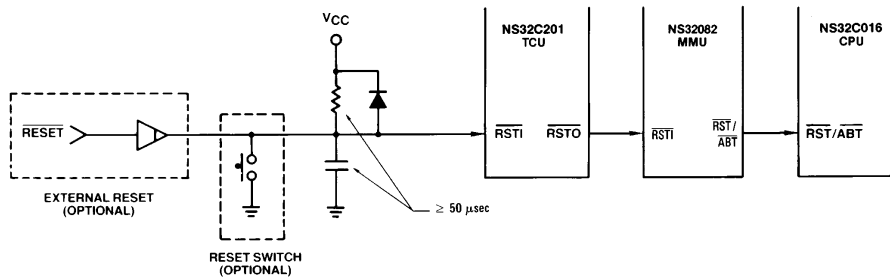 VCC
NS32C201
TCU
NS32082
MMU
NS32C016
CPU
RESET
RSTI
RSTO
RSTI
RST/
ABT
RST/ABT
EXTERNAL RESET
(OPTIONAL)
≥ 50 μsec
RESET SWITCH
(OPTIONAL)